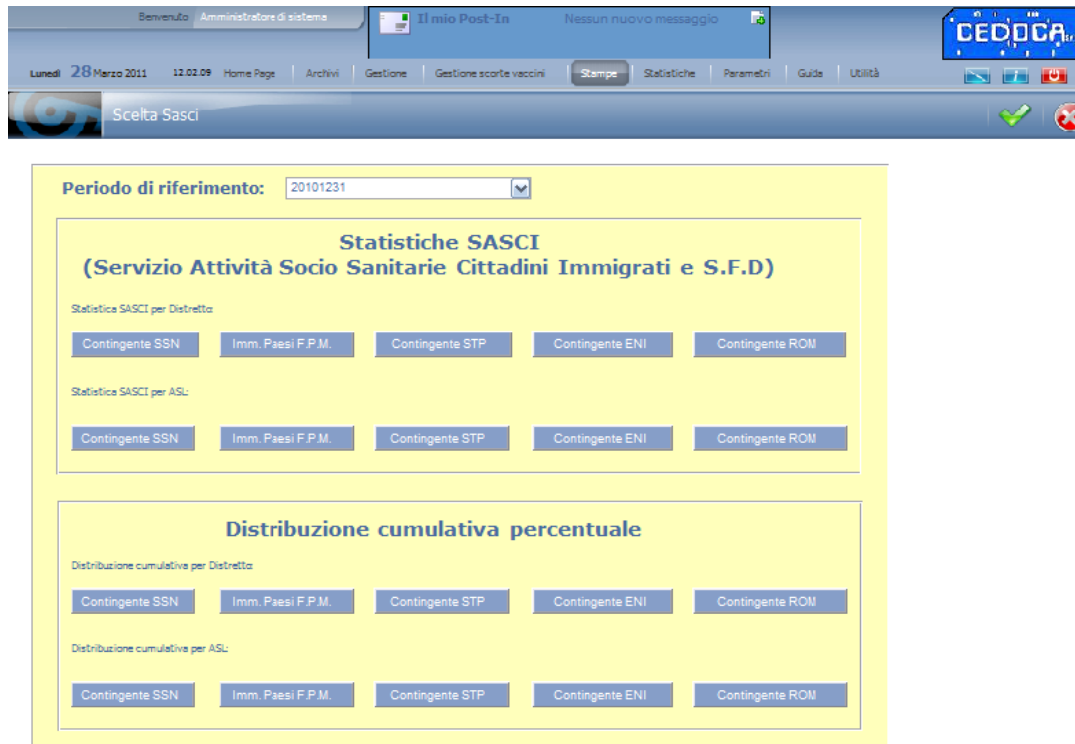 Benvenuto Amministratore di sistema
Il mio Post-In Nessun nuovo messaggio
CEDOCA
Lunedì 28 Marzo 2011 12.02.09 Home Page Archivi Gestione Gestione scorte vaccini Stampe Statistiche Parametri Guida Utilità
Scelta Sasci
Periodo di riferimento: 20101231
Statistiche SASCI
(Servizio Attività Socio Sanitarie Cittadini Immigrati e S.F.D)
Statistica SASCI per Distretto:
Contingente SSN Imm. Paesi F.P.M. Contingente STP Contingente ENI Contingente ROM
Statistica SASCI per ASL:
Contingente SSN Imm. Paesi F.P.M. Contingente STP Contingente ENI Contingente ROM
Distribuzione cumulativa percentuale
Distribuzione cumulativa per Distretto:
Contingente SSN Imm. Paesi F.P.M. Contingente STP Contingente ENI Contingente ROM
Distribuzione cumulativa per ASL:
Contingente SSN Imm. Paesi F.P.M. Contingente STP Contingente ENI Contingente ROM